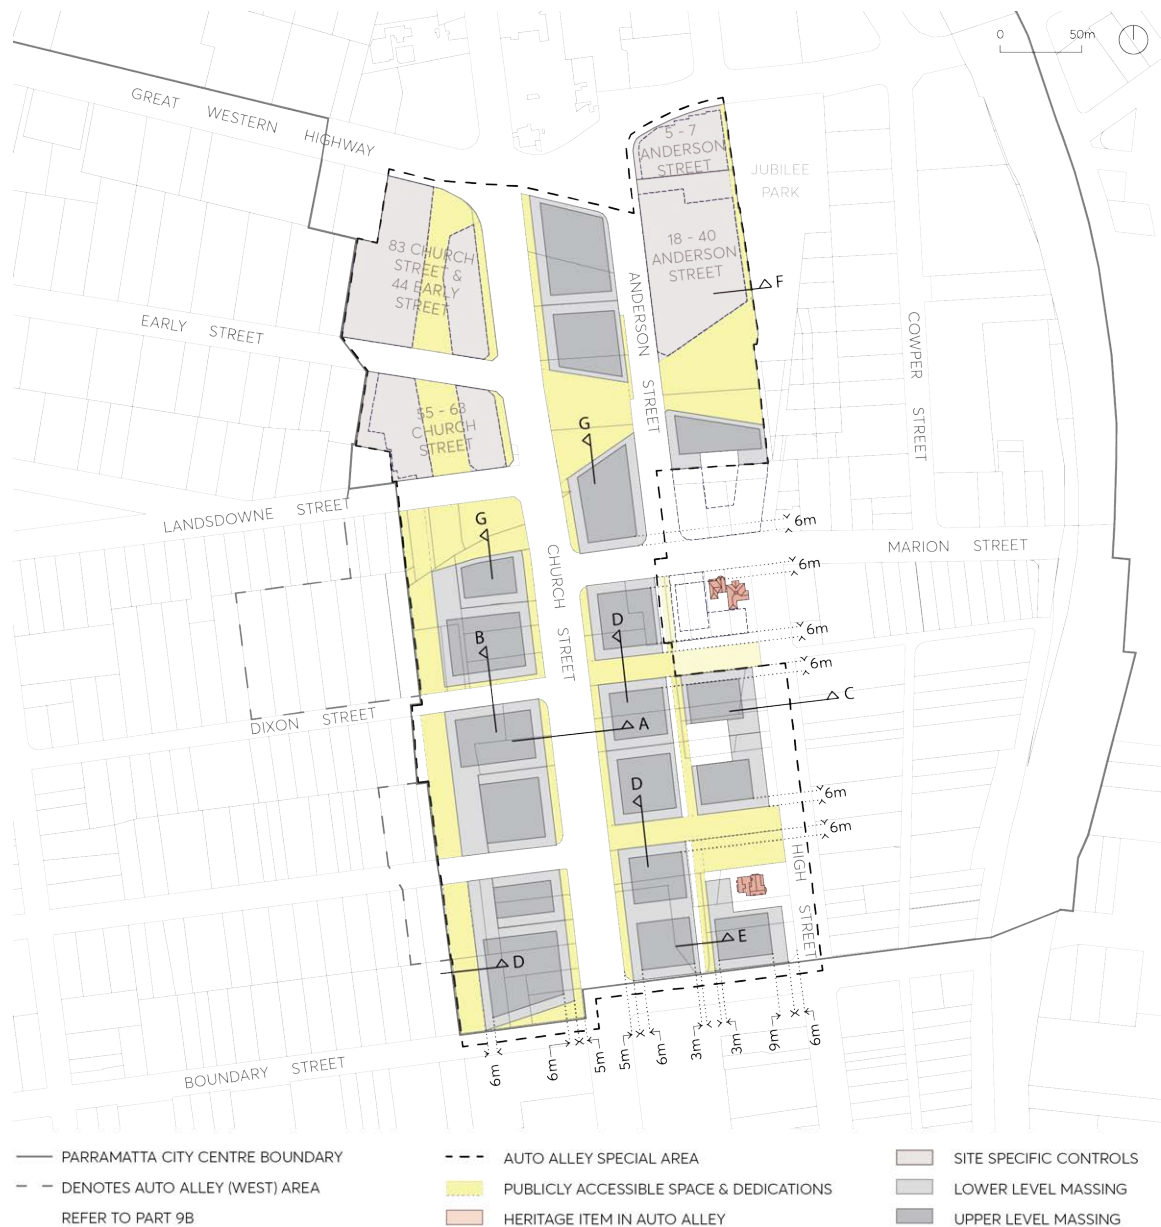 0 50m
GREAT WESTERN HIGHWAY
5 - 7
ANDERSON
STREET
JUBILEE
PARK
83 CHURCH
STREET &
44 EARLY
STREET
18 - 40
ANDERSON
STREET
F
ANDERSON STREET
EARLY STREET
COWPER STREET
55 - 63
CHURCH
STREET
G
LANDSDOWNE STREET
G
6m
MARION STREET
6m
CHURCH STREET
D
B
6m
6m
C
DIXON STREET
A
D
6m
6m
HIGH STREET
E
D
BOUNDARY STREET
6m
6m
5m
5m
6m
3m
3m
9m
6m
PARRAMATTA CITY CENTRE BOUNDARY
DENOTES AUTO ALLEY (WEST) AREA
REFER TO PART 9B
AUTO ALLEY SPECIAL AREA
PUBLICLY ACCESSIBLE SPACE & DEDICATIONS
HERITAGE ITEM IN AUTO ALLEY
SITE SPECIFIC CONTROLS
LOWER LEVEL MASSING
UPPER LEVEL MASSING